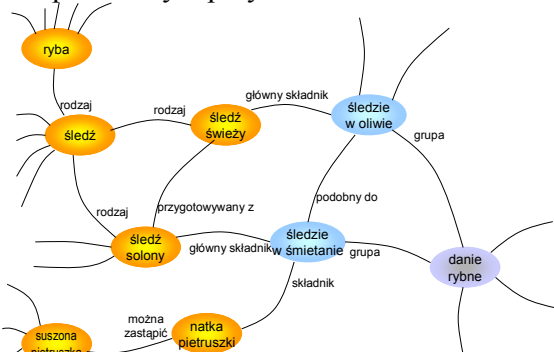 ryba
rodzaj
śledź
rodzaj
śledź
świeży
główny składnik
śledzie
w oliwie
grupa
rodzaj
przygotowywany z
podobny do
śledź
solony
główny składnik
śledzie
w śmietanie
grupa
danie
rybne
składnik
można
zastąpić
natka
pietruszki
suszona
pietruszka